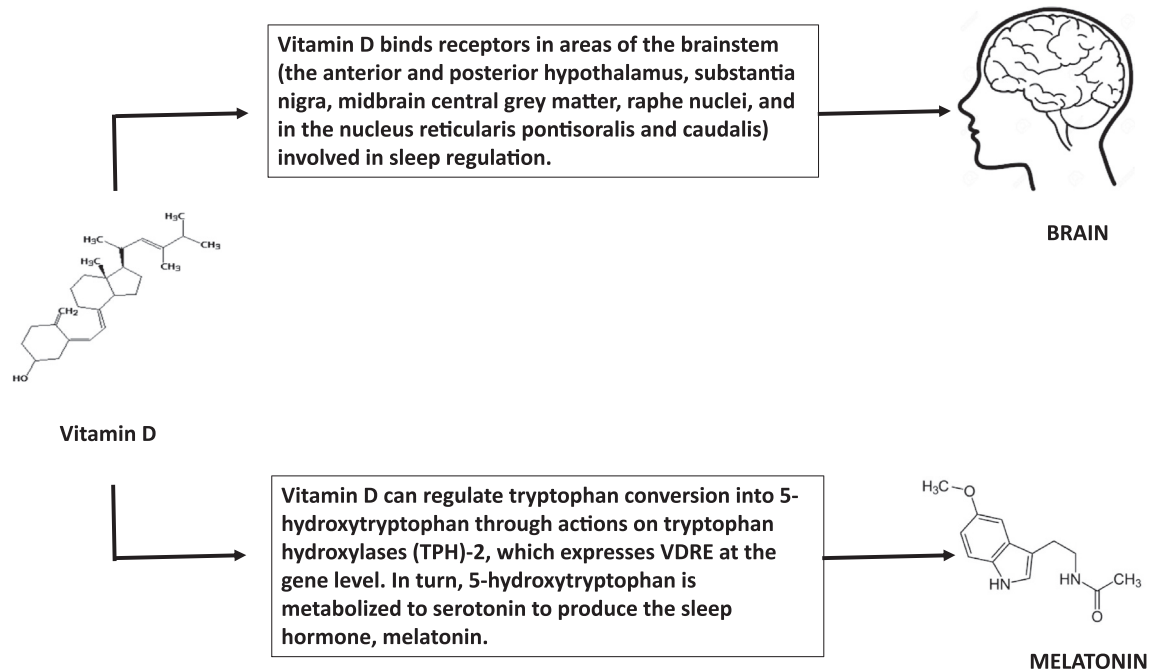 Vitamin D binds receptors in areas of the brainstem
(the anterior and posterior hypothalamus, substantia
nigra, midbrain central grey matter, raphe nuclei, and
in the nucleus reticularis pontisoralis and caudalis)
involved in sleep regulation.
BRAIN
H₃C
H₃C
CH₃
CH₃
H₃C
CH₂
HO
Vitamin D
Vitamin D can regulate tryptophan conversion into 5-
hydroxytryptophan through actions on tryptophan
hydroxylases (TPH)-2, which expresses VDRE at the
gene level. In turn, 5-hydroxytryptophan is
metabolized to serotonin to produce the sleep
hormone, melatonin.
H₃C
O
HN
HN
CH₃
O
MELATONIN